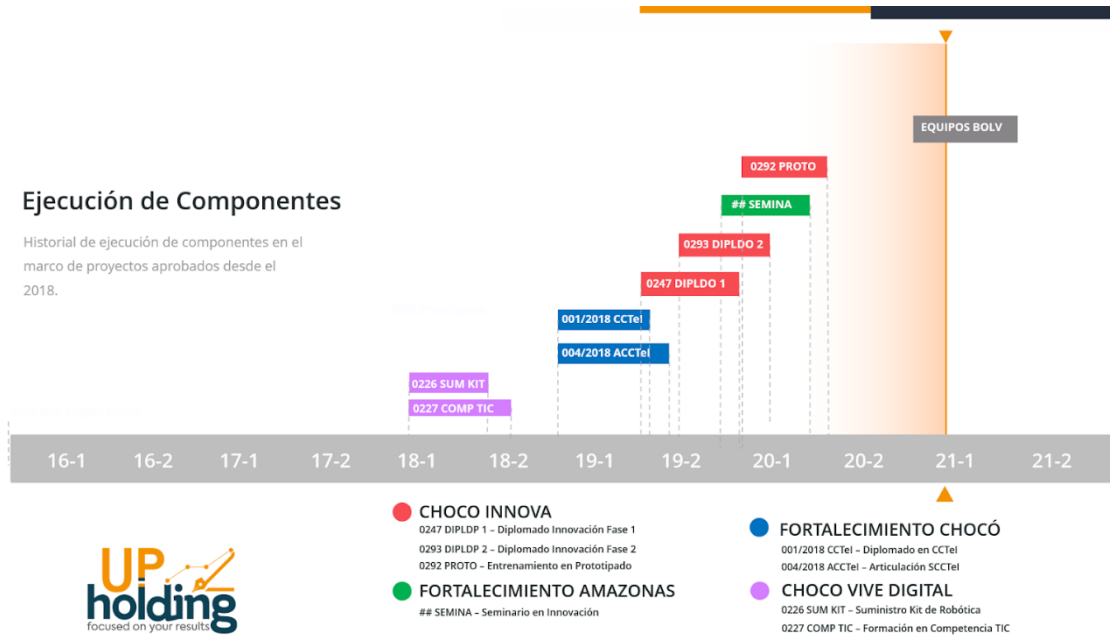 EQUIPOS BOLV
0292 PROTO
Ejecución de Componentes
## SEMINA
Historial de ejecución de componentes en el
marco de proyectos aprobados desde el
2018.
0293 DIPLDO 2
0247 DIPLDO 1
001/2018 CCTeI
004/2018 ACCTeI
0226 SUM KIT
0227 COMP TIC
16-1 16-2 17-1 17-2 18-1 18-2 19-1 19-2 20-1 20-2 21-1 21-2
CHOCO INNOVA
0247 DIPLDP 1 – Diplomado Innovación Fase 1
0293 DIPLDP 2 – Diplomado Innovación Fase 2
0292 PROTO – Entrenamiento en Prototipado
FORTALECIMIENTO AMAZONAS
## SEMINA – Seminario en Innovación
FORTALECIMIENTO CHOCÓ
001/2018 CCTeI – Diplomado en CCTeI
004/2018 ACCTeI – Articulación SCCTeI
CHOCO VIVE DIGITAL
0226 SUM KIT – Suministro Kit de Robótica
0227 COMP TIC – Formación en Competencia TIC
UP
holding
focused on your results